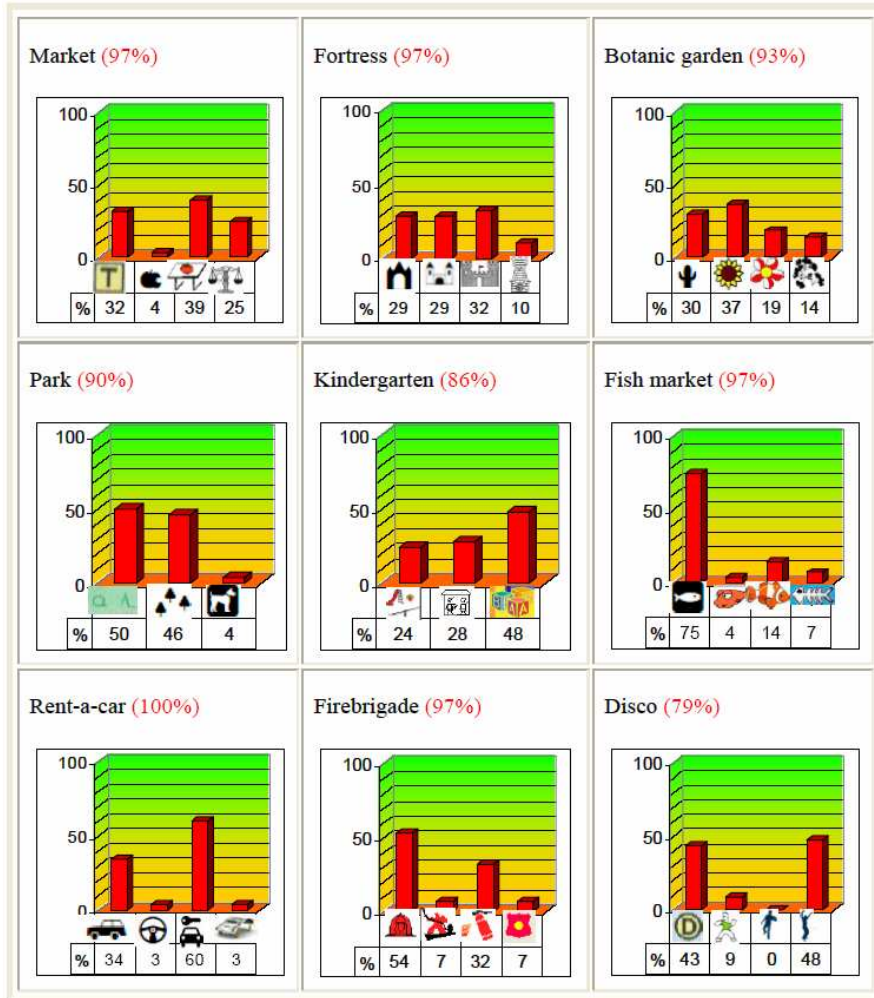 Market (97%)
100
50
0
T
% 32 4 39 25
Fortress (97%)
100
50
0
% 29 29 32 10
Botanic garden (93%)
100
50
0
% 30 37 19 14
Park (90%)
100
50
0
% 50 46 4
Kindergarten (86%)
100
50
0
% 24 28 48
Fish market (97%)
100
50
0
% 75 4 14 7
Rent-a-car (100%)
100
50
0
% 34 3 60 3
Firebrigade (97%)
100
50
0
% 54 7 32 7
Disco (79%)
100
50
0
D
% 43 9 0 48